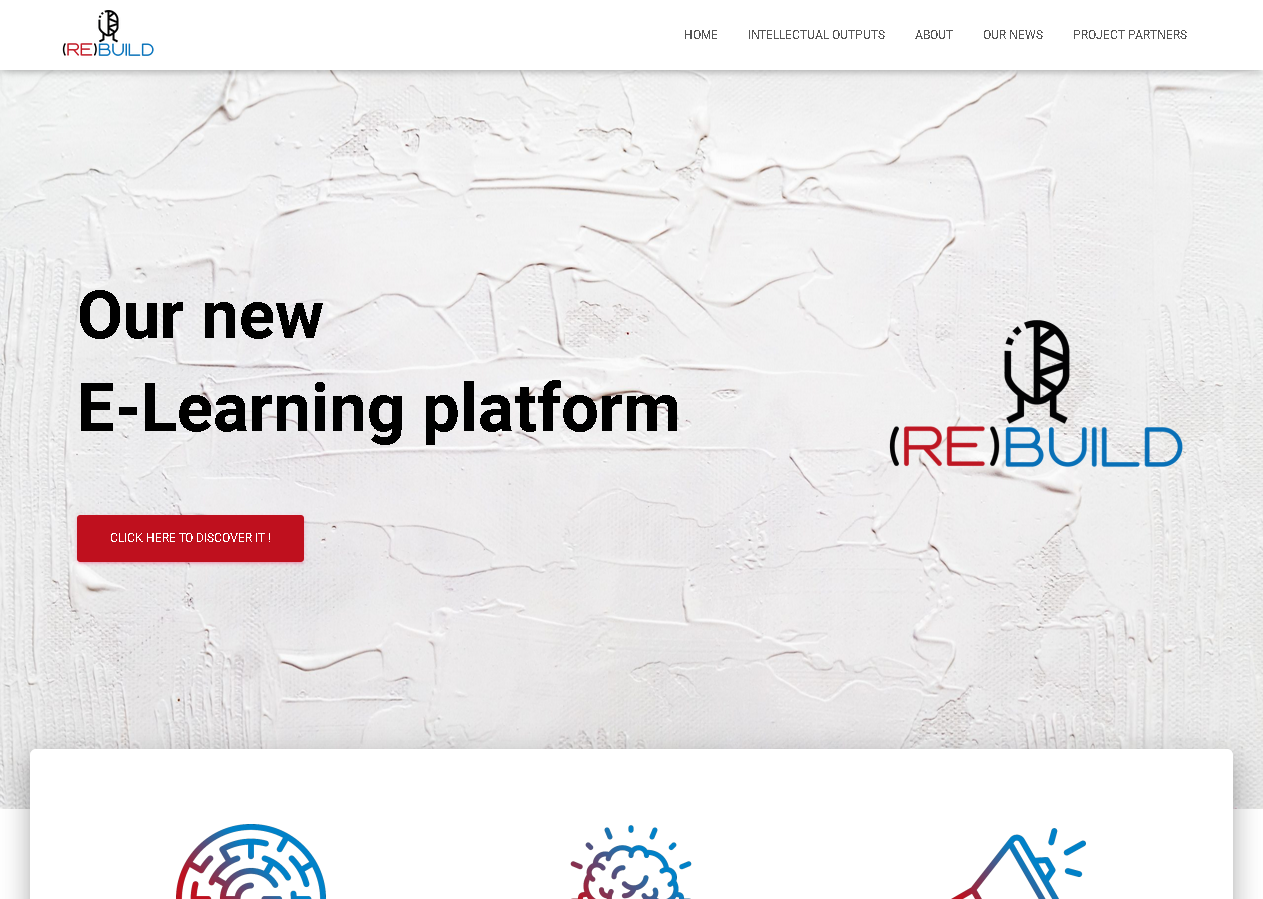 (RE)BUILD
HOME INTELLECTUAL OUTPUTS ABOUT OUR NEWS PROJECT PARTNERS
Our new
E-Learning platform
(RE)BUILD
CLICK HERE TO DISCOVER IT !